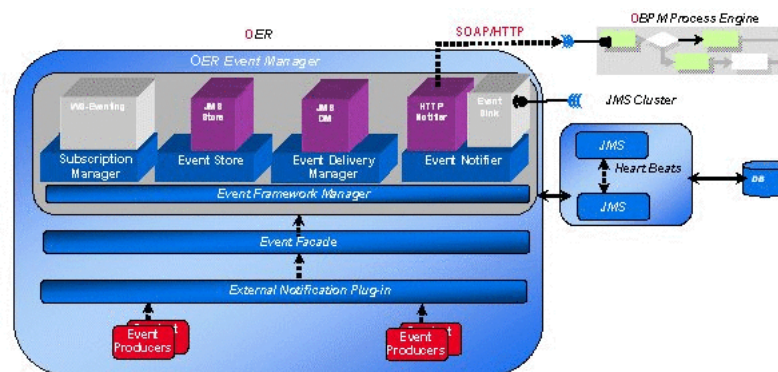 OER
SOAP/HTTP
OBPM Process Engine
OER Event Manager
WS-Eventing
JMS
Store
JMS
DM
HTTP
Notifier
Event
Sink
JMS Cluster
Subscription
Manager
Event Store
Event Delivery
Manager
Event Notifier
JMS
Heart Beats
JMS
DB
Event Framework Manager
Event Facade
External Notification Plug-in
Event
Producers
Event
Producers